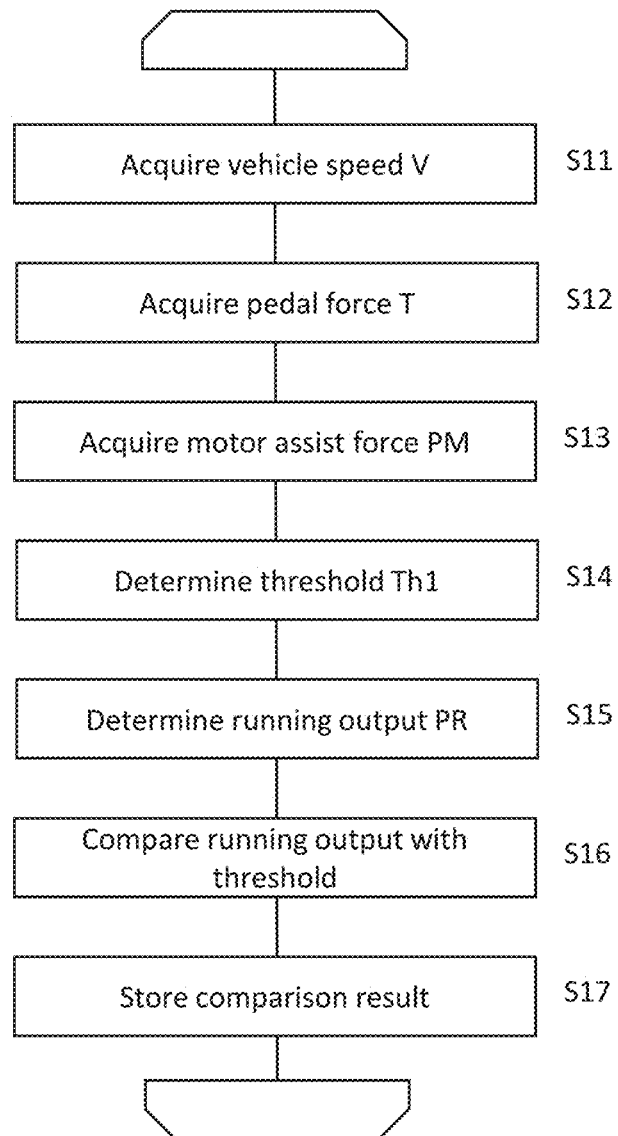 Acquire vehicle speed V
S11
Acquire pedal force T
S12
Acquire motor assist force PM
S13
Determine threshold Th1
S14
Determine running output PR
S15
Compare running output with
threshold
S16
Store comparison result
S17